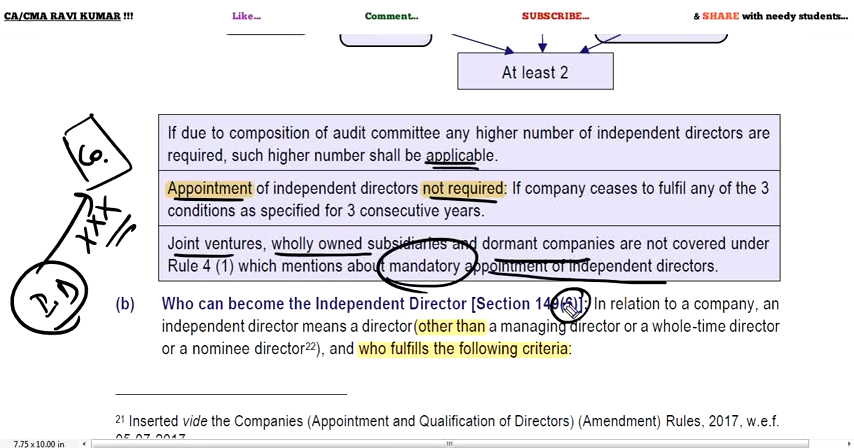 CA/CMA RAVI KUMAR !!!
Like...
Comment...
SUBSCRIBE...
& SHARE with needy students...
At least 2
If due to composition of audit committee any higher number of independent directors are
required, such higher number shall be applicable.
Appointment of independent directors not required: If company ceases to fulfil any of the 3
conditions as specified for 3 consecutive years.
Joint ventures, wholly owned subsidiaries and dormant companies are not covered under
Rule 4 (1) which mentions about mandatory appointment of independent directors.
6.
XXX
(b) Who can become the Independent Director [Section 149(6)]: In relation to a company, an
independent director means a director(other than a managing director or a whole-time director
or a nominee director²²), and who fulfills the following criteria:
²¹ Inserted vide the Companies (Appointment and Qualification of Directors) (Amendment) Rules, 2017, w.e.f.
05-07-2017
7.75 x 10.00 in